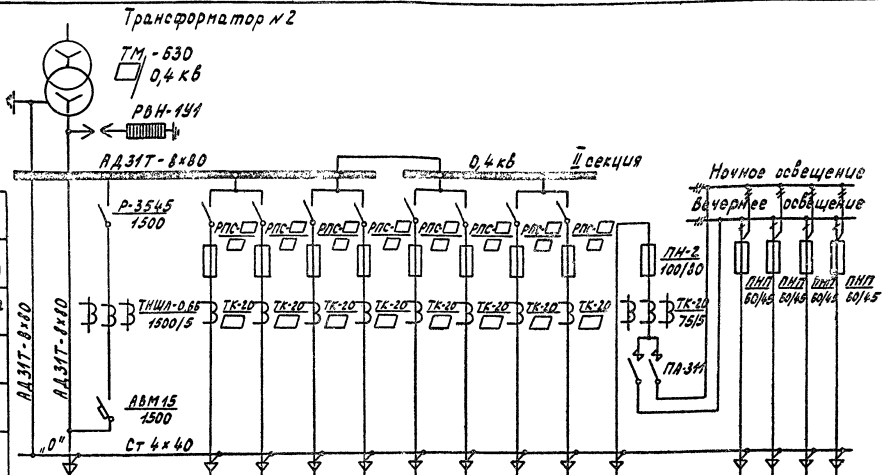 Трансформатор №2
ТМ-630
0,4 кв
РВН-1У1
АД31Т-8×80
0,4 кв
II секция
Ночное освещение
Вечернее освещение
Р-3545
1500
РПС-
РПС-
РПС-
РПС-
РПС-
РПС-
РПС-
РПС-
ПН-2
100/80
ПНП
60/45
ПНП
60/45
ПНП
60/45
ПНП
60/45
ТНШЛ-0,66
1500/5
ТК-20
ТК-20
ТК-20
ТК-20
ТК-20
ТК-20
ТК-20
ТК-20
ТК-20
75/5
ПА-311
АД31Т-8×80
АД31Т-8×80
АВМ15
1500
„0"
Ст 4×40